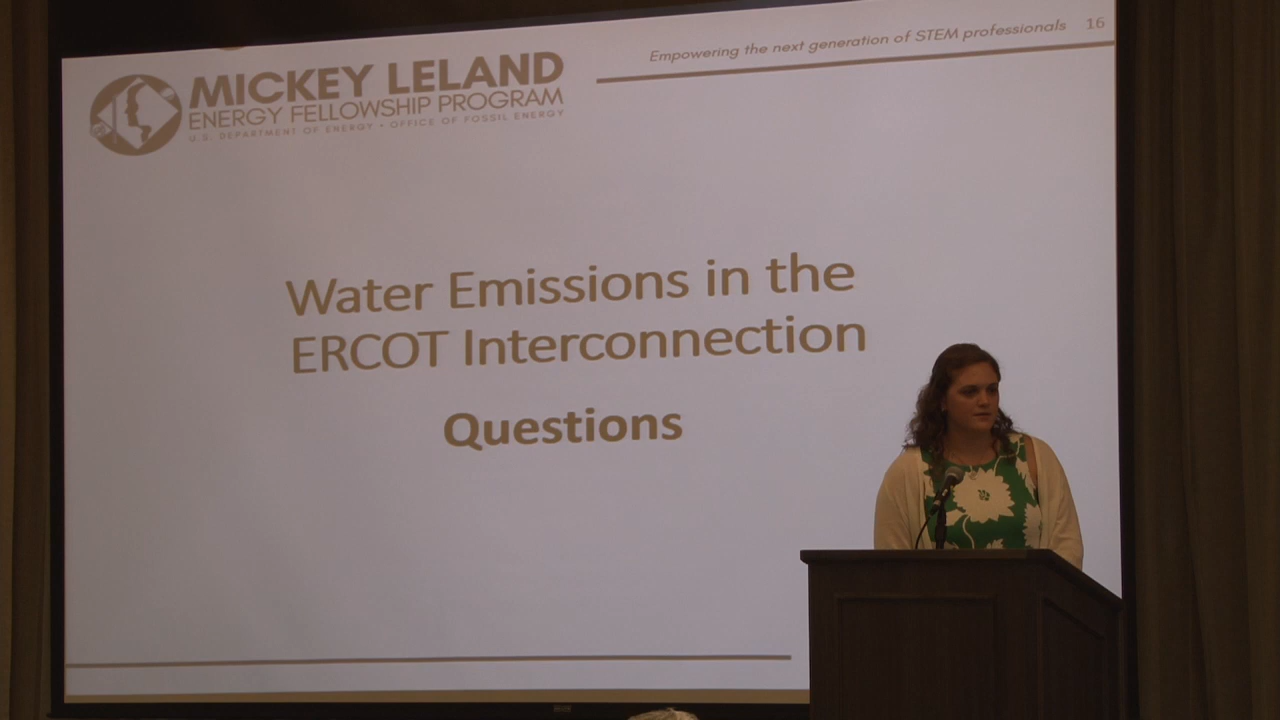 Empowering the next generation of STEM professionals 16
MICKEY LELAND
ENERGY FELLOWSHIP PROGRAM
U.S. DEPARTMENT OF ENERGY • OFFICE OF FOSSIL ENERGY
Water Emissions in the
ERCOT Interconnection
Questions